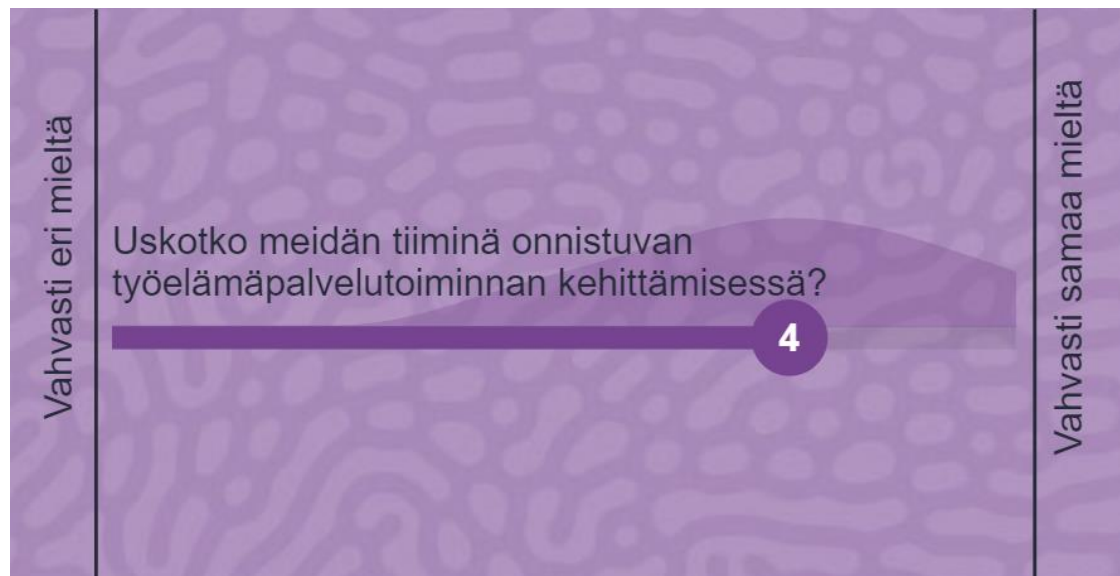 Vahvasti eri mieltä
Uskotko meidän tiiminä onnistuvan
työelämäpalvelutoiminnan kehittämisessä?
4
Vahvasti samaa mieltä